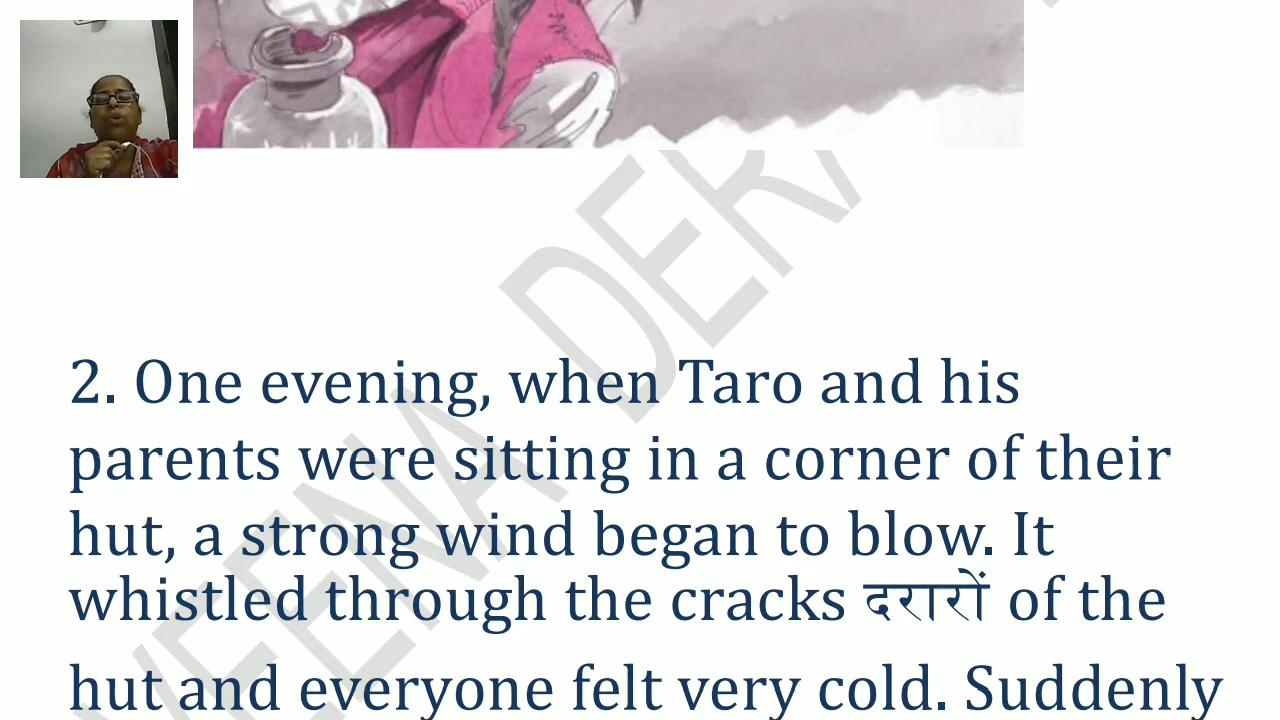 2. One evening, when Taro and his
parents were sitting in a corner of their
hut, a strong wind began to blow. It
whistled through the cracks दरारों of the
hut and everyone felt very cold. Suddenly